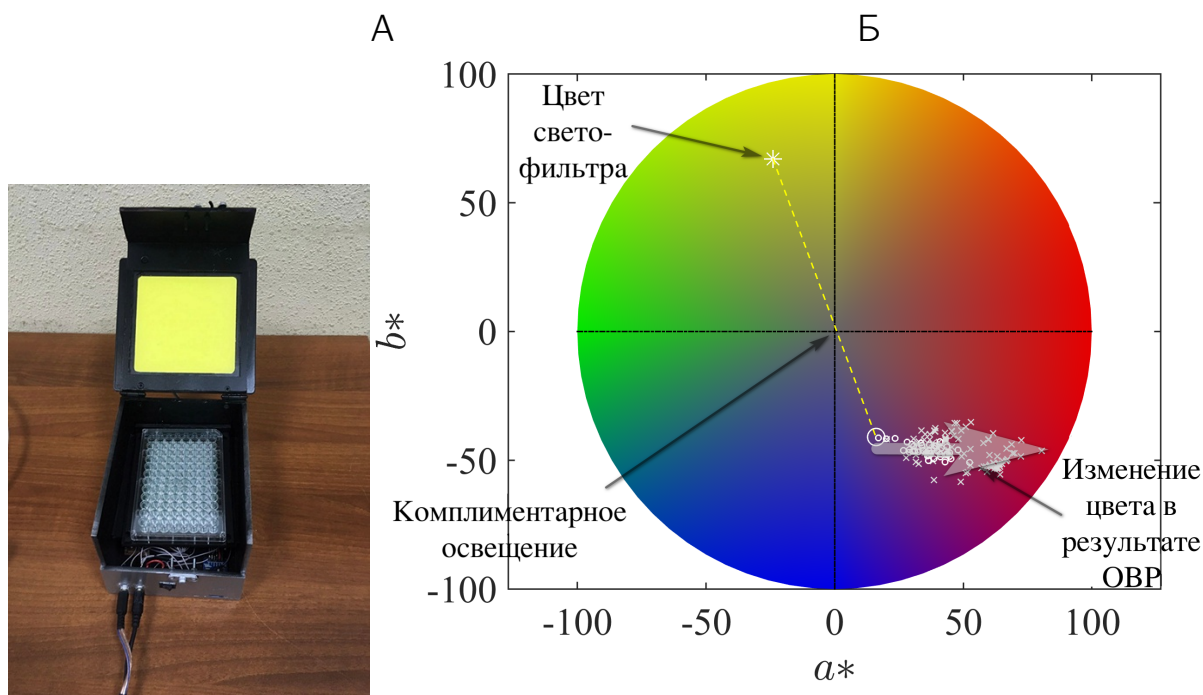 А
Б
100
50
0
-50
-100
b*
Цвет
свето-
фильтра
Комплиментарное
освещение
Изменение
цвета в
результате
ОВР
-100
-50
0
50
100
a*